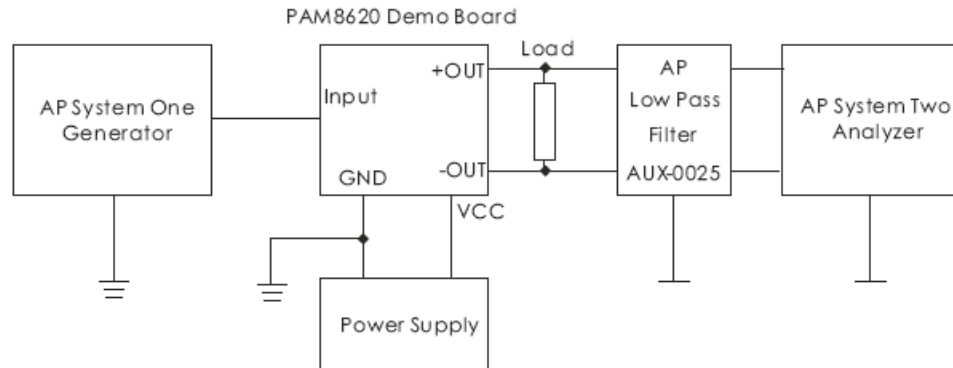 PAM8620 Demo Board
AP System One
Generator
Input
+OUT
-OUT
GND
VCC
Load
AP
Low Pass
Filter
AUX-0025
AP System Two
Analyzer
Power Supply